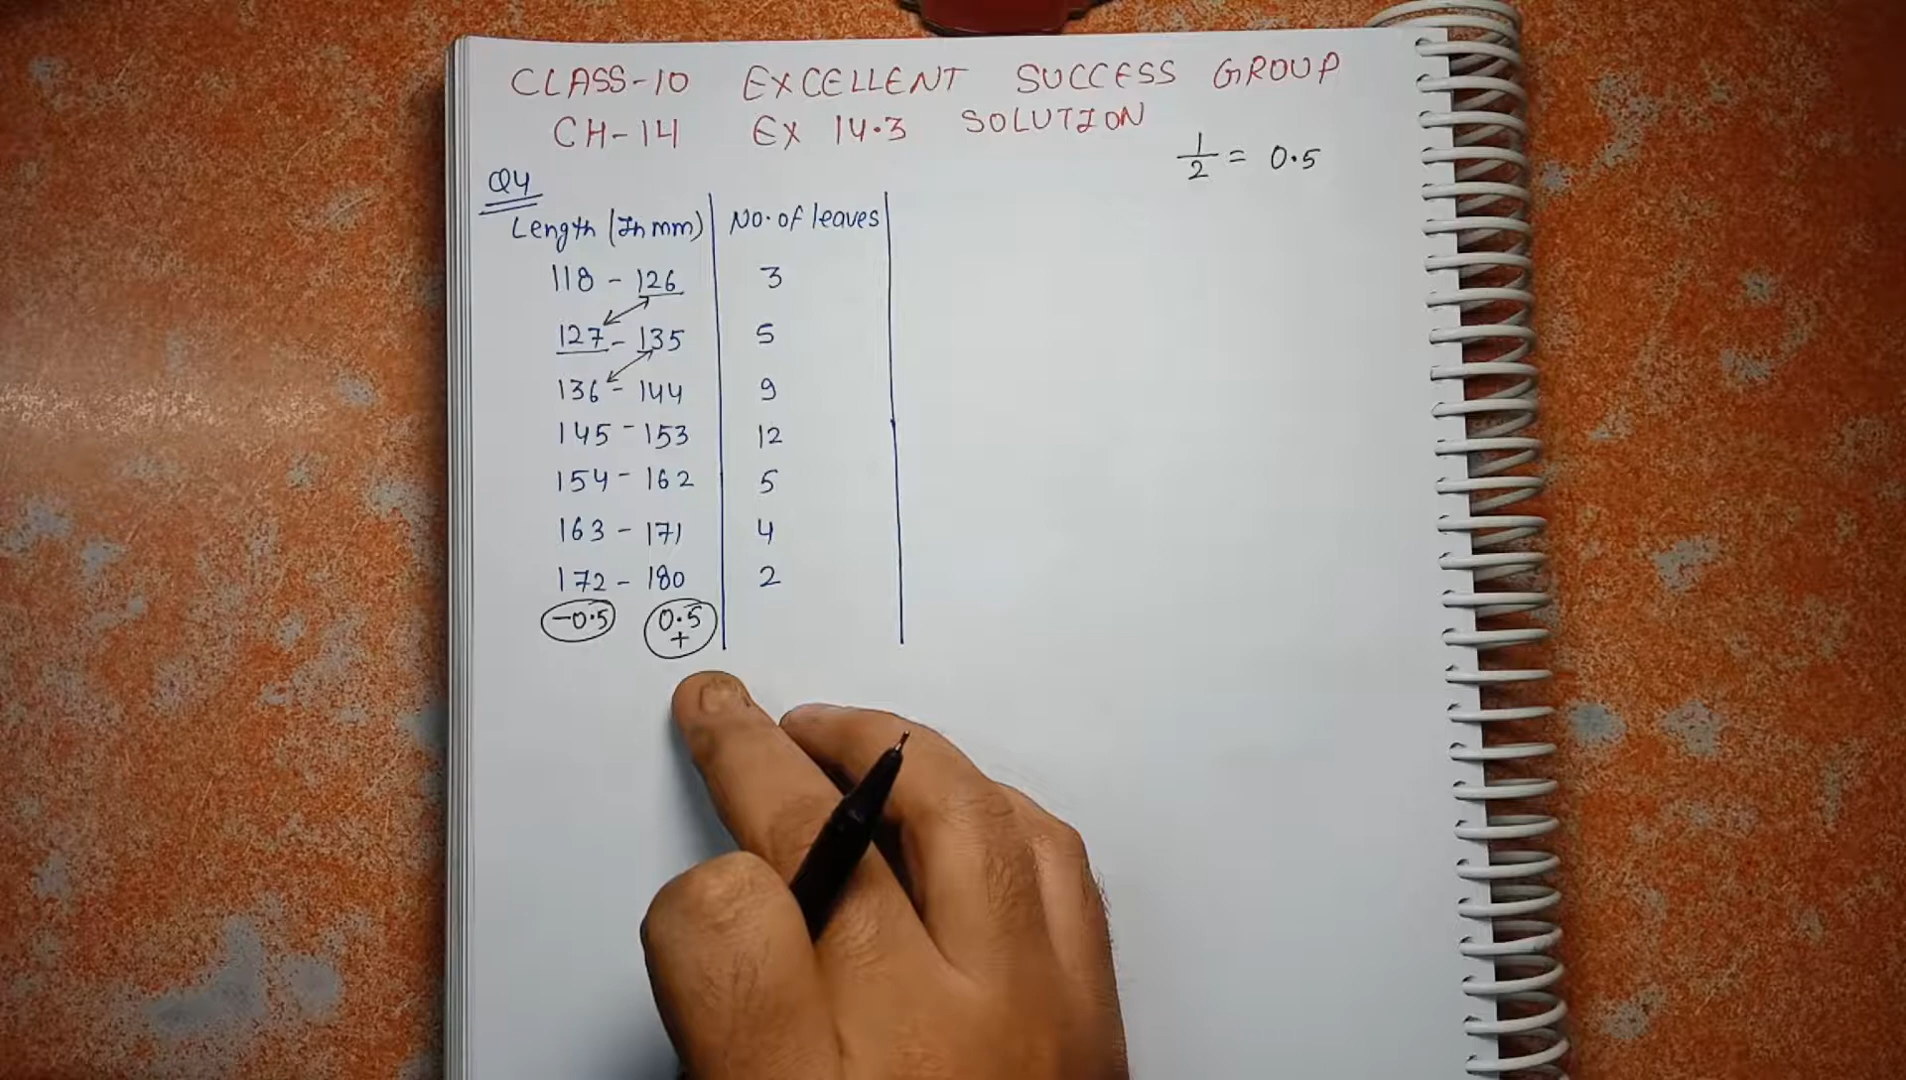 CLASS-10 EXCELLENT SUCCESS GROUP
CH-14 EX 14.3 SOLUTION
1/2 = 0.5
Q4
Length (In mm) No. of leaves
118 - 126 3
127 - 135 5
136 - 144 9
145 - 153 12
154 - 162 5
163 - 171 4
172 - 180 2
-0.5 0.5
+